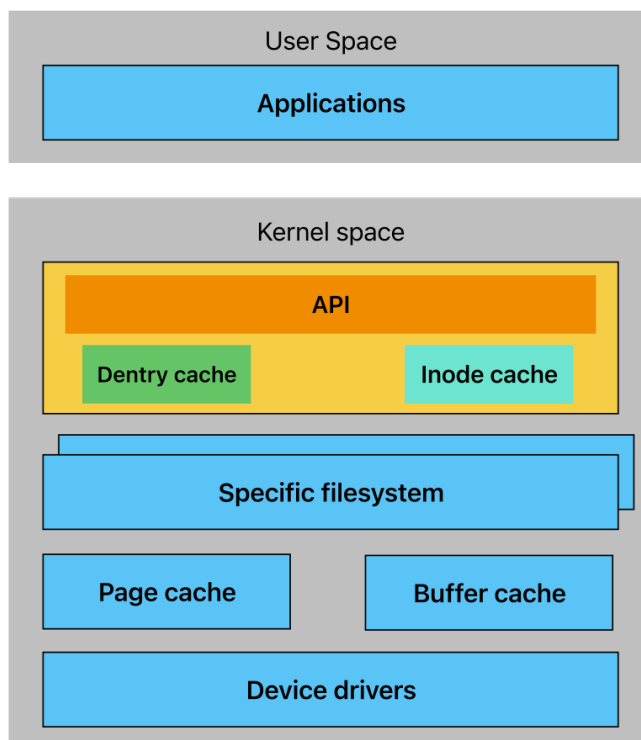 User Space
Applications
Kernel space
API
Dentry cache
Inode cache
Specific filesystem
Page cache
Buffer cache
Device drivers